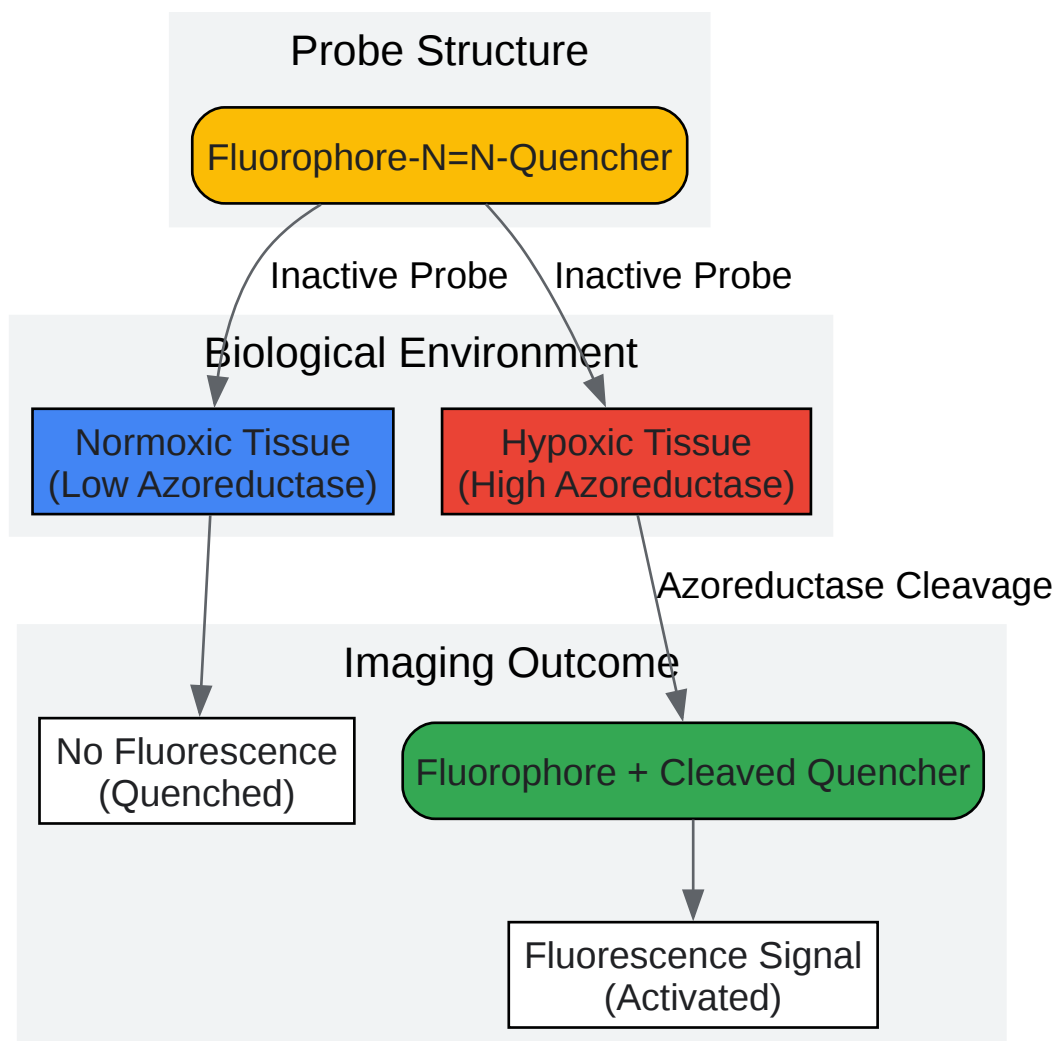 Probe Structure
Fluorophore-N=N-Quencher
Inactive Probe
Inactive Probe
Biological Environment
Normoxic Tissue
(Low Azoreductase)
Hypoxic Tissue
(High Azoreductase)
Azoreductase Cleavage
Imaging Outcome
No Fluorescence
(Quenched)
Fluorophore + Cleaved Quencher
Fluorescence Signal
(Activated)